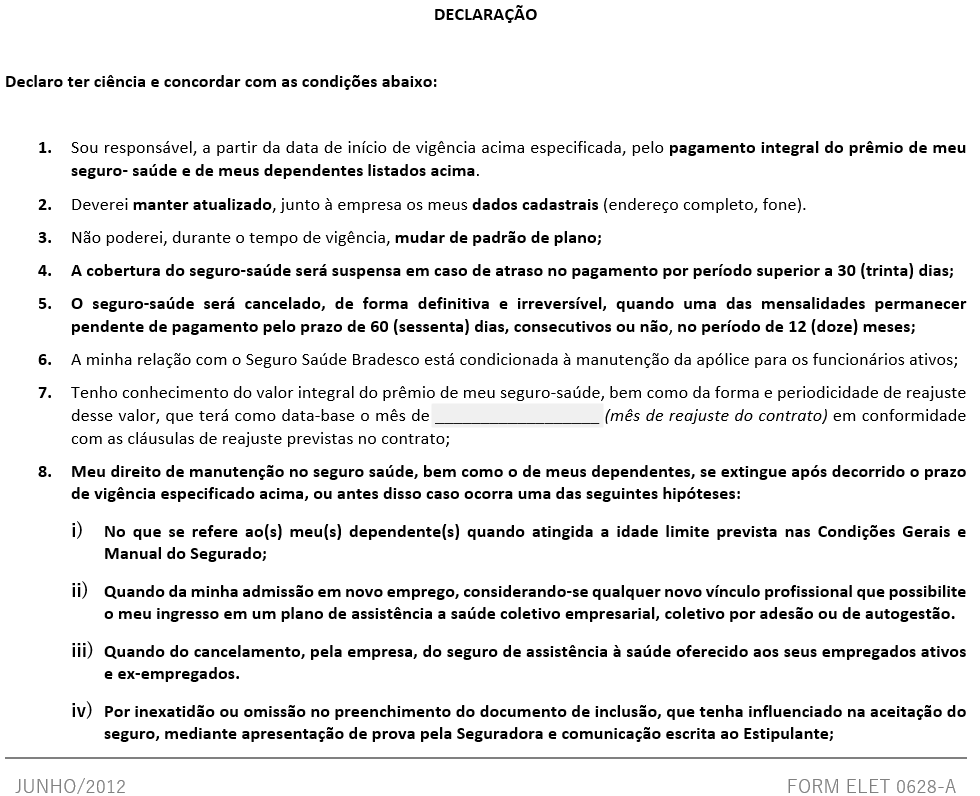 DECLARAÇÃO
Declaro ter ciência e concordar com as condições abaixo:
1. Sou responsável, a partir da data de início de vigência acima especificada, pelo pagamento integral do prêmio de meu
seguro- saúde e de meus dependentes listados acima.
2. Deverei manter atualizado, junto à empresa os meus dados cadastrais (endereço completo, fone).
3. Não poderei, durante o tempo de vigência, mudar de padrão de plano;
4. A cobertura do seguro-saúde será suspensa em caso de atraso no pagamento por período superior a 30 (trinta) dias;
5. O seguro-saúde será cancelado, de forma definitiva e irreversível, quando uma das mensalidades permanecer
pendente de pagamento pelo prazo de 60 (sessenta) dias, consecutivos ou não, no período de 12 (doze) meses;
6. A minha relação com o Seguro Saúde Bradesco está condicionada à manutenção da apólice para os funcionários ativos;
7. Tenho conhecimento do valor integral do prêmio de meu seguro-saúde, bem como da forma e periodicidade de reajuste
desse valor, que terá como data-base o mês de __________________ (mês de reajuste do contrato) em conformidade
com as cláusulas de reajuste previstas no contrato;
8. Meu direito de manutenção no seguro saúde, bem como o de meus dependentes, se extingue após decorrido o prazo
de vigência especificado acima, ou antes disso caso ocorra uma das seguintes hipóteses:
i) No que se refere ao(s) meu(s) dependente(s) quando atingida a idade limite prevista nas Condições Gerais e
Manual do Segurado;
ii) Quando da minha admissão em novo emprego, considerando-se qualquer novo vínculo profissional que possibilite
o meu ingresso em um plano de assistência a saúde coletivo empresarial, coletivo por adesão ou de autogestão.
iii) Quando do cancelamento, pela empresa, do seguro de assistência à saúde oferecido aos seus empregados ativos
e ex-empregados.
iv) Por inexatidão ou omissão no preenchimento do documento de inclusão, que tenha influenciado na aceitação do
seguro, mediante apresentação de prova pela Seguradora e comunicação escrita ao Estipulante;
JUNHO/2012 FORM ELET 0628-A